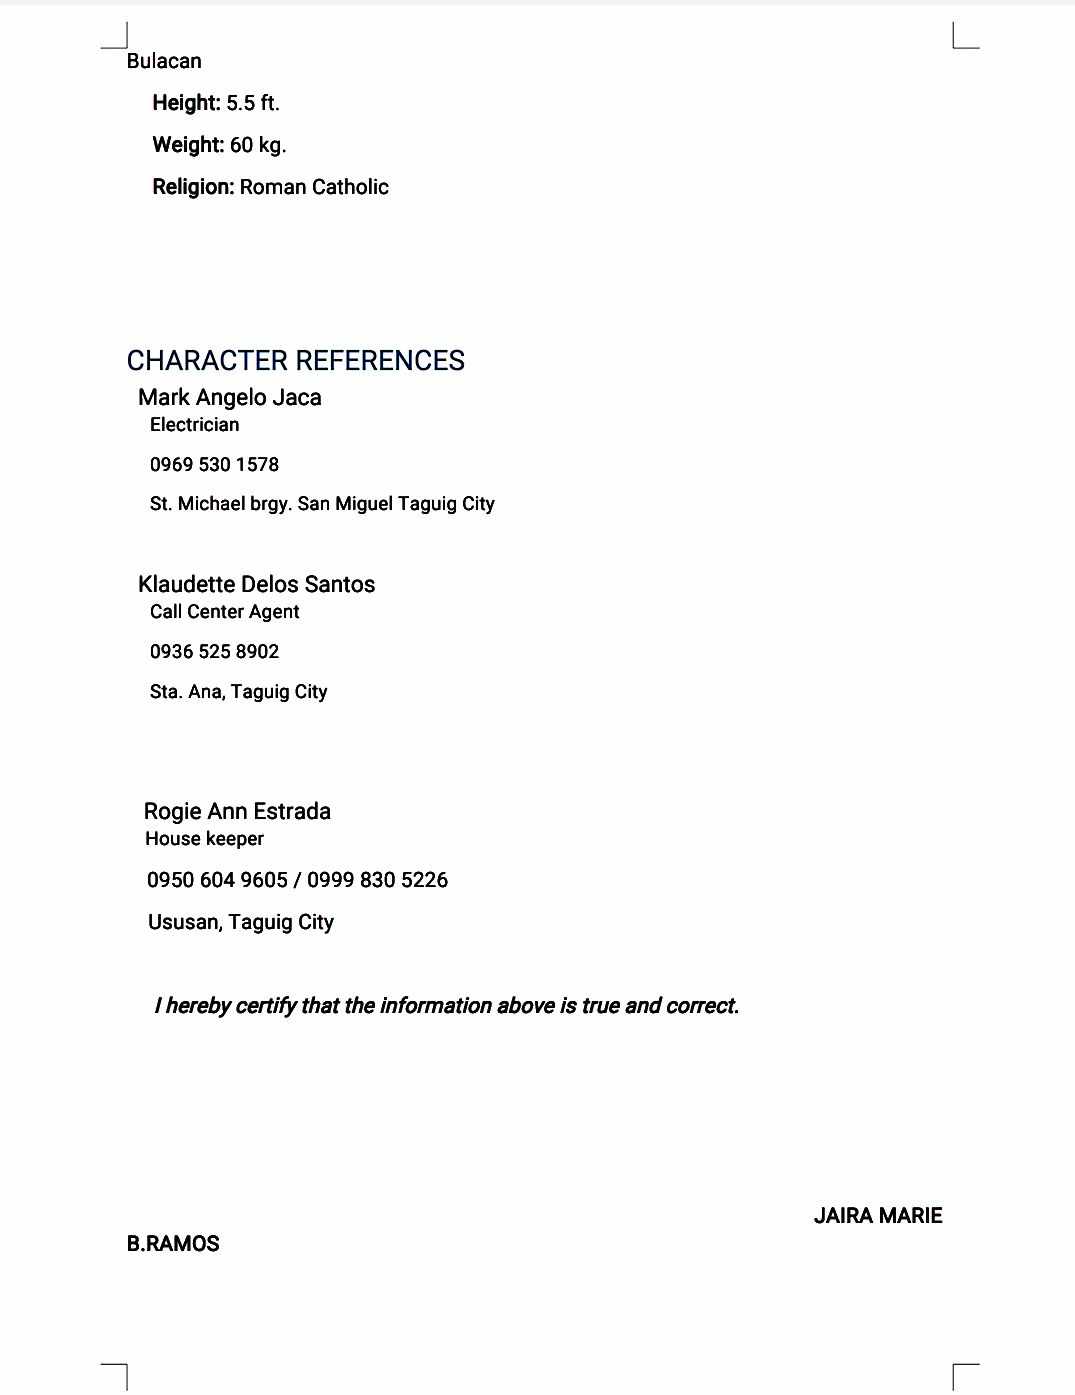 Bulacan
Height: 5.5 ft.
Weight: 60 kg.
Religion: Roman Catholic
CHARACTER REFERENCES
Mark Angelo Jaca
Electrician
0969 530 1578
St. Michael brgy. San Miguel Taguig City
Klaudette Delos Santos
Call Center Agent
0936 525 8902
Sta. Ana, Taguig City
Rogie Ann Estrada
House keeper
0950 604 9605 / 0999 830 5226
Ususan, Taguig City
I hereby certify that the information above is true and correct.
JAIRA MARIE
B.RAMOS